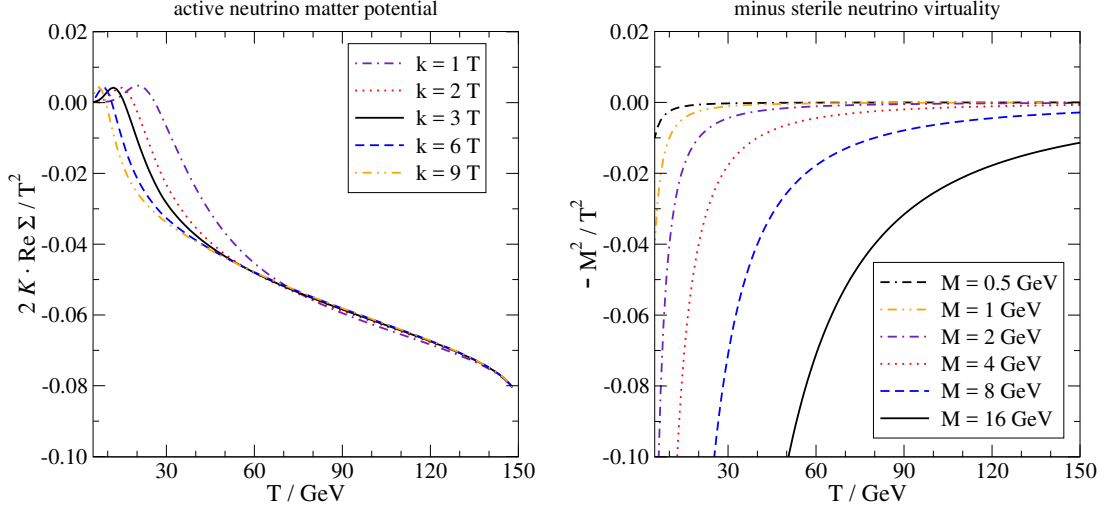 active neutrino matter potential
2 K · Re Σ / T²
0.02
0.00
-0.02
-0.04
-0.06
-0.08
-0.10
k = 1 T
k = 2 T
k = 3 T
k = 6 T
k = 9 T
30
60
90
120
150
T / GeV
minus sterile neutrino virtuality
- M² / T²
0.02
0.00
-0.02
-0.04
-0.06
-0.08
-0.10
M = 0.5 GeV
M = 1 GeV
M = 2 GeV
M = 4 GeV
M = 8 GeV
M = 16 GeV
30
60
90
120
150
T / GeV